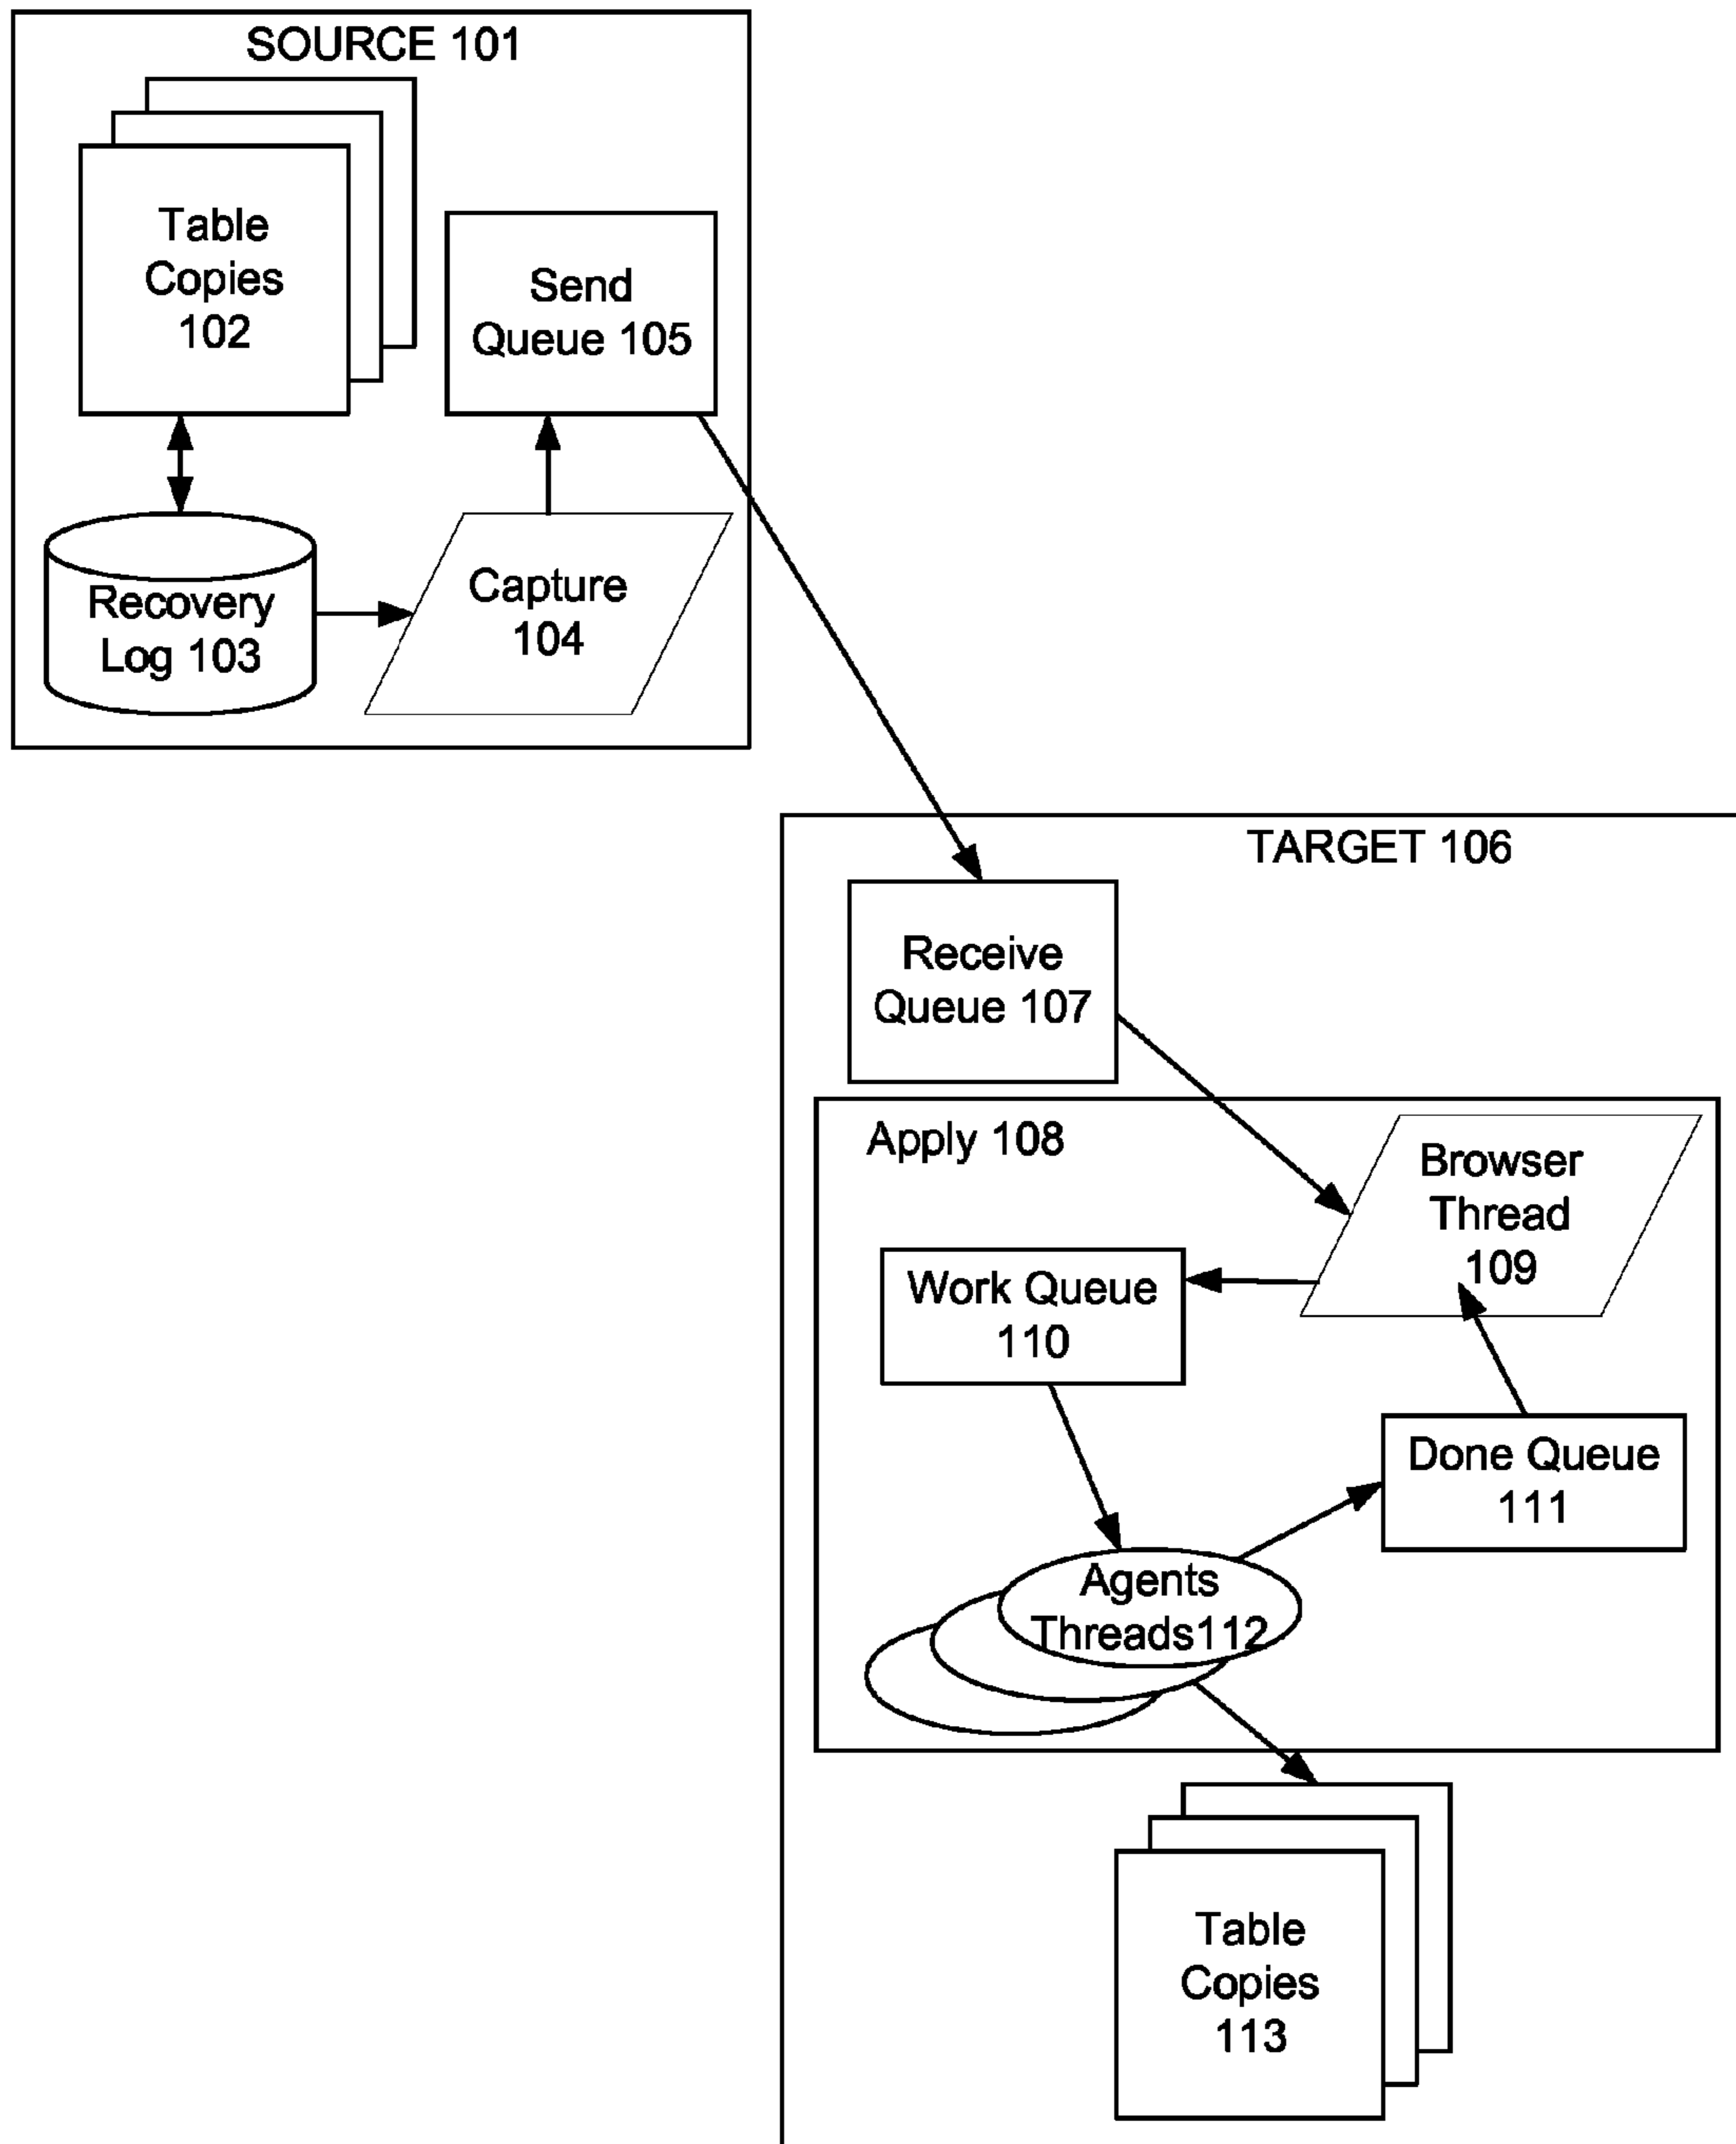 SOURCE 101
Table
Copies
102
Send
Queue 105
Recovery
Log 103
Capture
104
TARGET 106
Receive
Queue 107
Apply 108
Browser
Thread
109
Work Queue
110
Done Queue
111
Agents
Threads112
Table
Copies
113